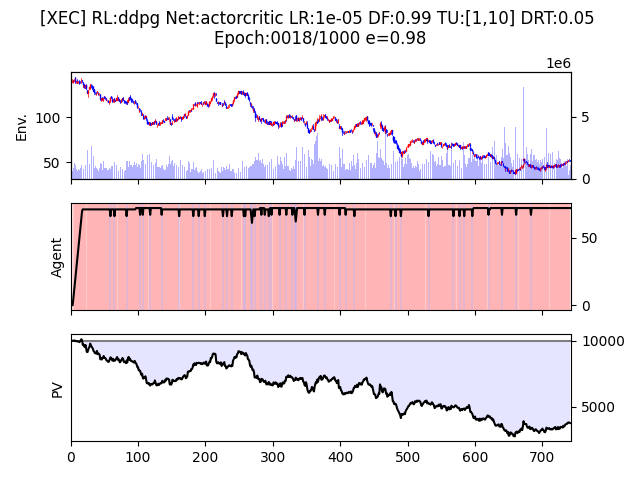 [XEC] RL:ddpg Net:actorcritic LR:1e-05 DF:0.99 TU:[1,10] DRT:0.05
Epoch:0018/1000 e=0.98
1e6
Env.
100
50
5
0
Agent
50
0
PV
10000
5000
0 100 200 300 400 500 600 700